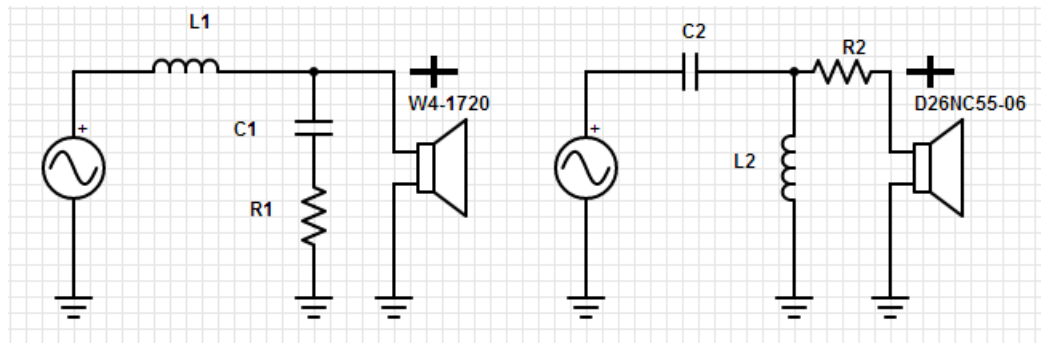 L1
C1
R1
+
W4-1720
+
C2
R2
L2
+
D26NC55-06
+